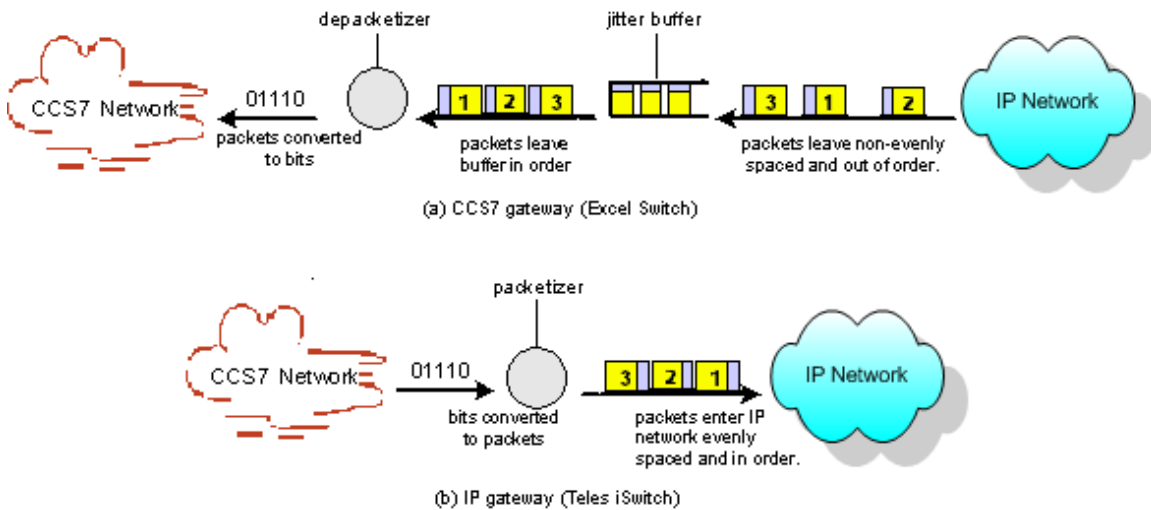 depacketizer
jitter buffer
CCS7 Network
01110
packets converted
to bits
1 2 3
packets leave
buffer in order
3 1 2
packets leave non-evenly
spaced and out of order.
IP Network
(a) CCS7 gateway (Excel Switch)
packetizer
CCS7 Network
01110
bits converted
to packets
3 2 1
packets enter IP
network evenly
spaced and in order.
IP Network
(b) IP gateway (Teles iSwitch)